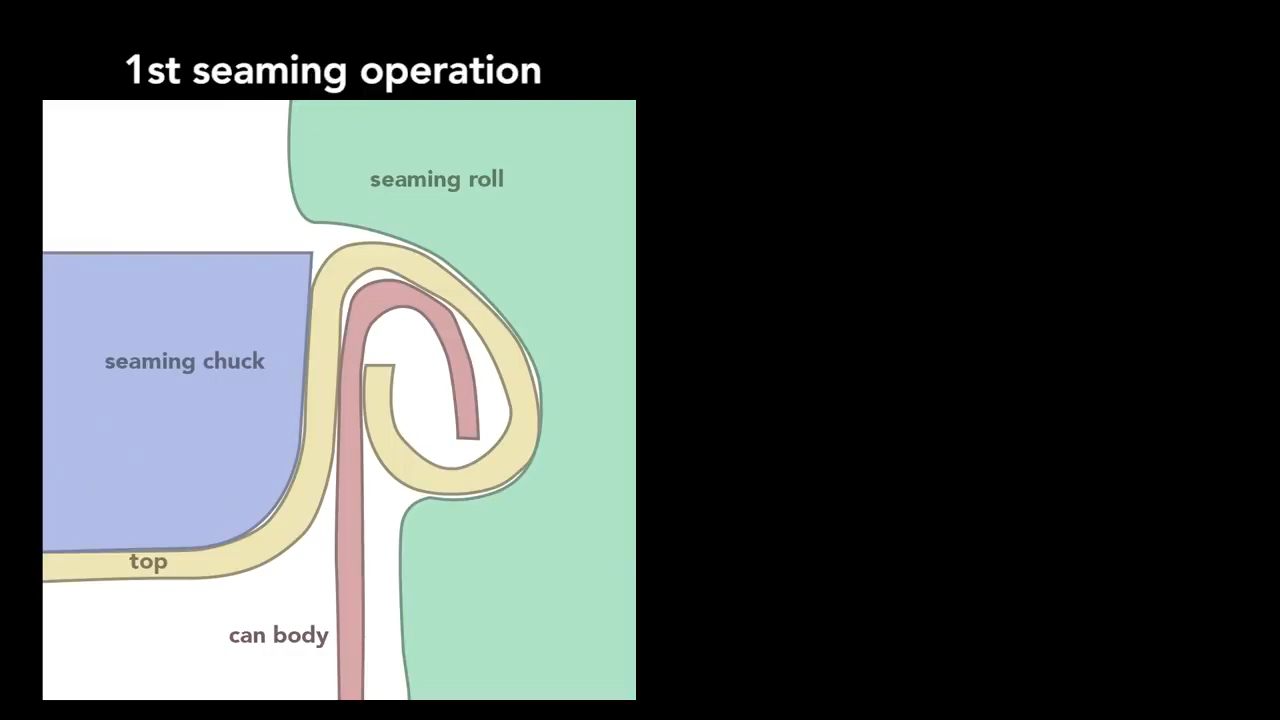 1st seaming operation
seaming roll
seaming chuck
top
can body